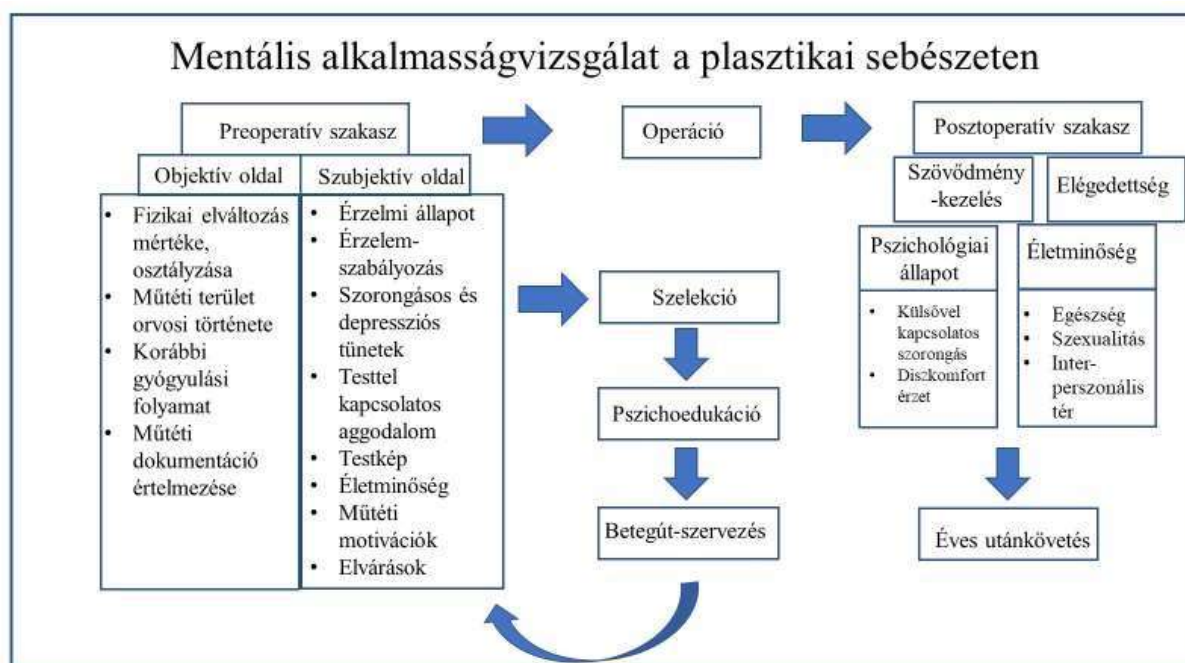 Mentális alkalmasságvizsgálat a plasztikai sebészeten
Preoperatív szakasz
Objektív oldal
Fizikai elváltozás
mértéke,
osztályzása
Műtéti terület
orvosi története
Korábbi
gyógyulási
folyamat
Műtéti
dokumentáció
értelmezése
Szubjektív oldal
Érzelmi állapot
Érzelem-
szabályozás
Szorongásos és
depressziós
tünetek
Testtel
kapcsolatos
aggodalom
Testkép
Életminőség
Műtéti
motivációk
Elvárások
Operáció
Szelekció
Pszichoedukáció
Betegút-szervezés
Posztoperatív szakasz
Szövődmény
-kezelés
Elégedettség
Pszichológiai
állapot
Külsővel
kapcsolatos
szorongás
Diszkomfort
érzet
Életminőség
Egészség
Szexualitás
Inter-
perszonális
tér
Éves utánkövetés